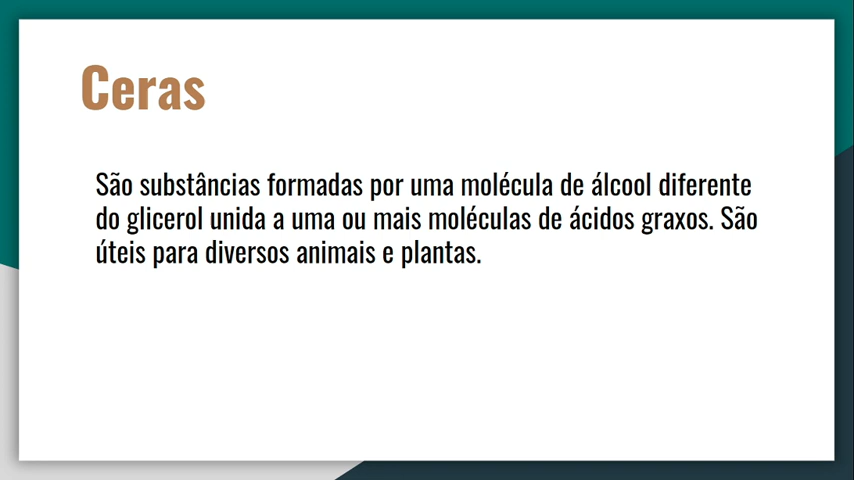 Ceras
São substâncias formadas por uma molécula de álcool diferente
do glicerol unida a uma ou mais moléculas de ácidos graxos. São
úteis para diversos animais e plantas.